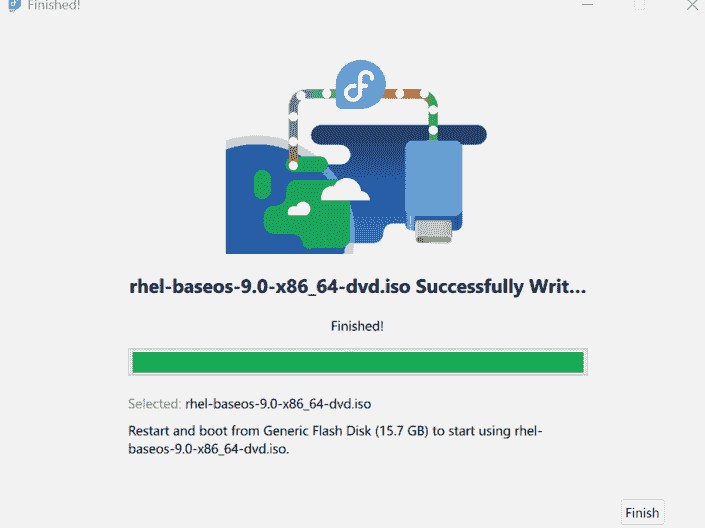 Finished!
rhel-baseos-9.0-x86_64-dvd.iso Successfully Writ...
Finished!
Selected: rhel-baseos-9.0-x86_64-dvd.iso
Restart and boot from Generic Flash Disk (15.7 GB) to start using rhel-
baseos-9.0-x86_64-dvd.iso.
Finish